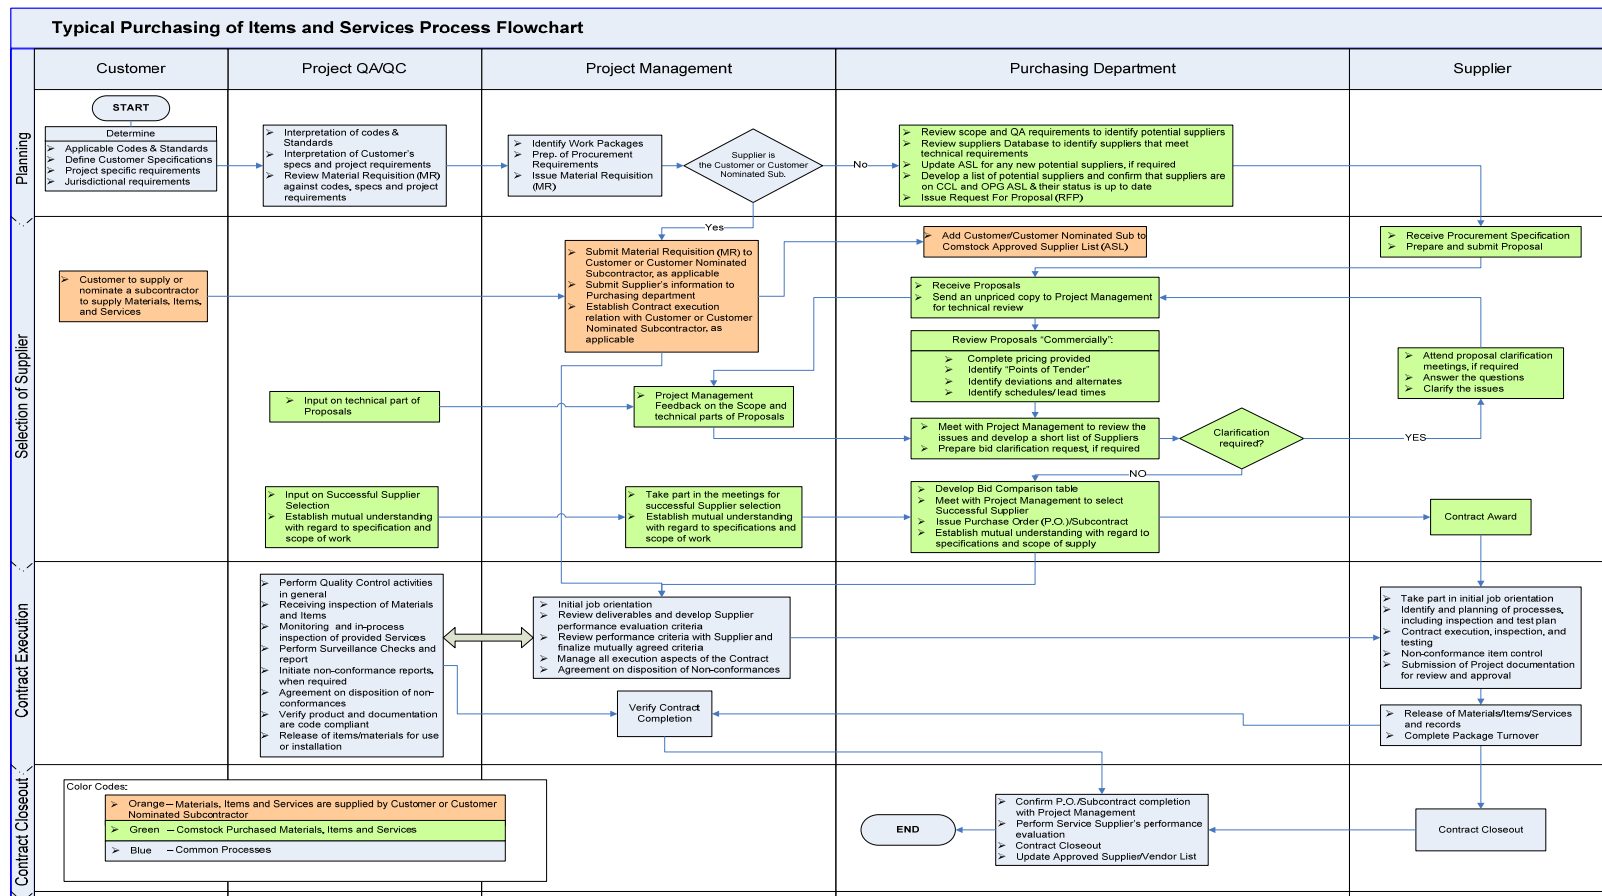 Typical Purchasing of Items and Services Process Flowchart
Customer
Project QA/QC
Project Management
Purchasing Department
Supplier
Planning
START
Determine
Applicable Codes & Standards
Define Customer Specifications
Project specific requirements
Jurisdictional requirements
Interpretation of codes &
Standards
Interpretation of Customer's
specs and project requirements
Review Material Requisition (MR)
against codes, specs and project
requirements
Identify Work Packages
Prep. of Procurement
Requirements
Issue Material Requisition
(MR)
Supplier is
the Customer or Customer
Nominated Sub.
No
Review scope and QA requirements to identify potential suppliers
Review suppliers Database to identify suppliers that meet
technical requirements
Update ASL for any new potential suppliers, if required
Develop a list of potential suppliers and confirm that suppliers are
on CCL and OPG ASL & their status is up to date
Issue Request For Proposal (RFP)
Selection of Supplier
Yes
Customer to supply or
nominate a subcontractor
to supply Materials, Items,
and Services
Submit Material Requisition (MR) to
Customer or Customer Nominated
Subcontractor, as applicable
Submit Supplier's information to
Purchasing department
Establish Contract execution
relation with Customer or Customer
Nominated Subcontractor, as
applicable
Add Customer/Customer Nominated Sub to
Comstock Approved Supplier List (ASL)
Receive Procurement Specification
Prepare and submit Proposal
Receive Proposals
Send an unpriced copy to Project Management
for technical review
Review Proposals "Commercially":
Complete pricing provided
Identify "Points of Tender"
Identify deviations and alternates
Identify schedules/ lead times
Attend proposal clarification
meetings, if required
Answer the questions
Clarify the issues
Input on technical part of
Proposals
Project Management
Feedback on the Scope and
technical parts of Proposals
Meet with Project Management to review the
issues and develop a short list of Suppliers
Prepare bid clarification request, if required
Clarification
required?
YES
NO
Input on Successful Supplier
Selection
Establish mutual understanding
with regard to specification and
scope of work
Take part in the meetings for
successful Supplier selection
Establish mutual understanding
with regard to specifications and
scope of work
Develop Bid Comparison table
Meet with Project Management to select
Successful Supplier
Issue Purchase Order (P.O.)/Subcontract
Establish mutual understanding with regard to
specifications and scope of supply
Contract Award
Contract Execution
Perform Quality Control activities
in general
Receiving inspection of Materials
and Items
Monitoring and in-process
inspection of provided Services
Perform Surveillance Checks and
report
Initiate non-conformance reports,
when required
Agreement on disposition of non-
conformances
Verify product and documentation
are code compliant
Release of items/materials for use
or installation
Initial job orientation
Review deliverables and develop Supplier
performance evaluation criteria
Review performance criteria with Supplier and
finalize mutually agreed criteria
Manage all execution aspects of the Contract
Agreement on disposition of Non-conformances
Take part in initial job orientation
Identify and planning of processes,
including inspection and test plan
Contract execution, inspection, and
testing
Non-conformance item control
Submission of Project documentation
for review and approval
Verify Contract
Completion
Release of Materials/Items/Services
and records
Complete Package Turnover
Contract Closeout
Color Codes:
Orange – Materials, Items and Services are supplied by Customer or Customer
Nominated Subcontractor
Green – Comstock Purchased Materials, Items and Services
Blue – Common Processes
END
Confirm P.O./Subcontract completion
with Project Management
Perform Service Supplier's performance
evaluation
Contract Closeout
Update Approved Supplier/Vendor List
Contract Closeout